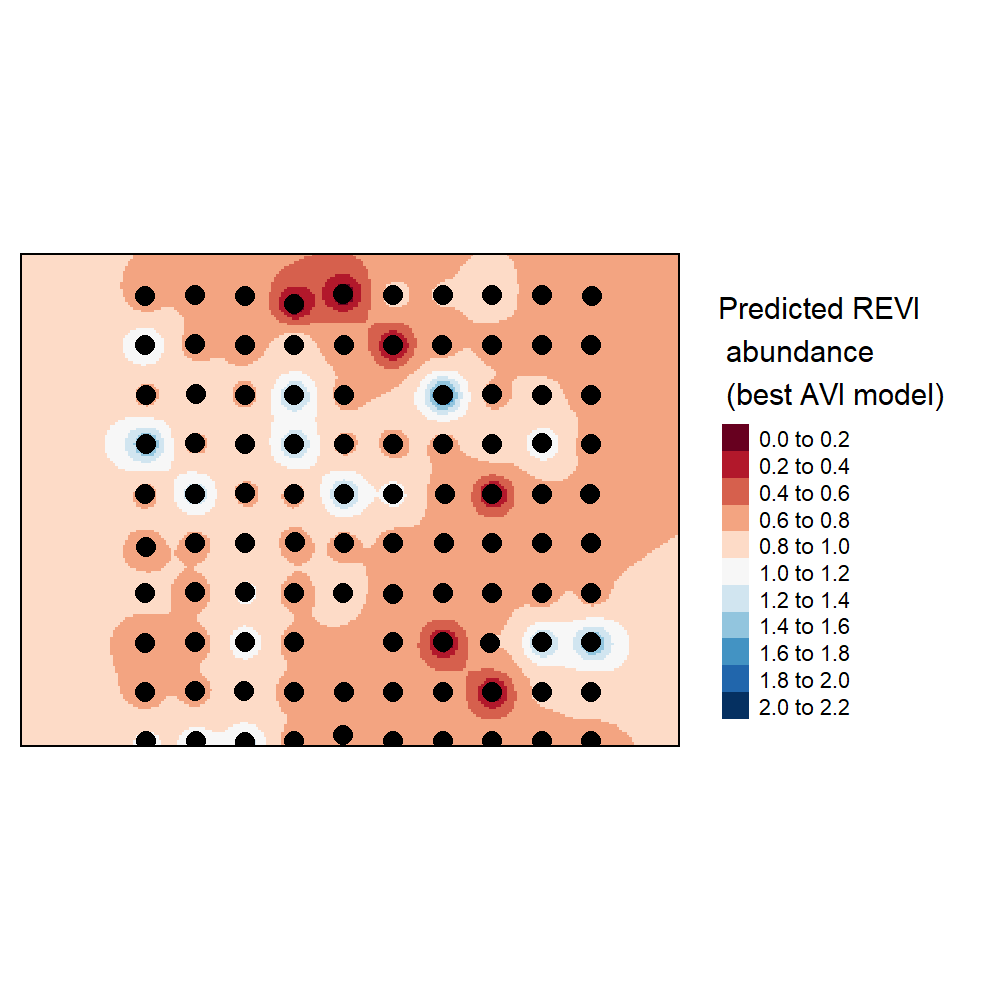 Predicted REVI
abundance
(best AVI model)
0.0 to 0.2
0.2 to 0.4
0.4 to 0.6
0.6 to 0.8
0.8 to 1.0
1.0 to 1.2
1.2 to 1.4
1.4 to 1.6
1.6 to 1.8
1.8 to 2.0
2.0 to 2.2